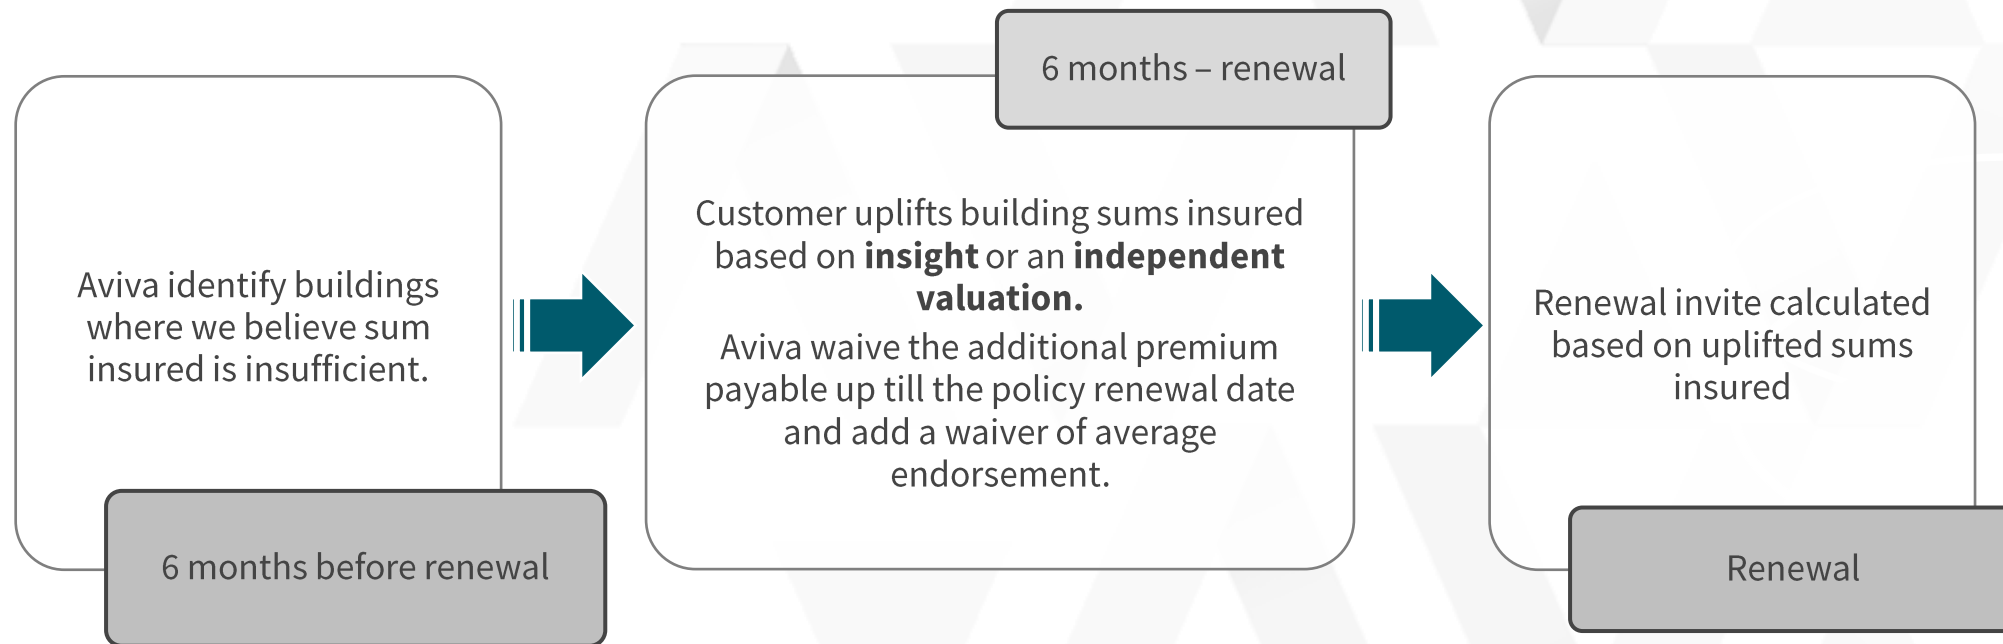 Aviva identify buildings
where we believe sum
insured is insufficient.
6 months before renewal
6 months – renewal
Customer uplifts building sums insured
based on insight or an independent
valuation.
Aviva waive the additional premium
payable up till the policy renewal date
and add a waiver of average
endorsement.
Renewal invite calculated
based on uplifted sums
insured
Renewal